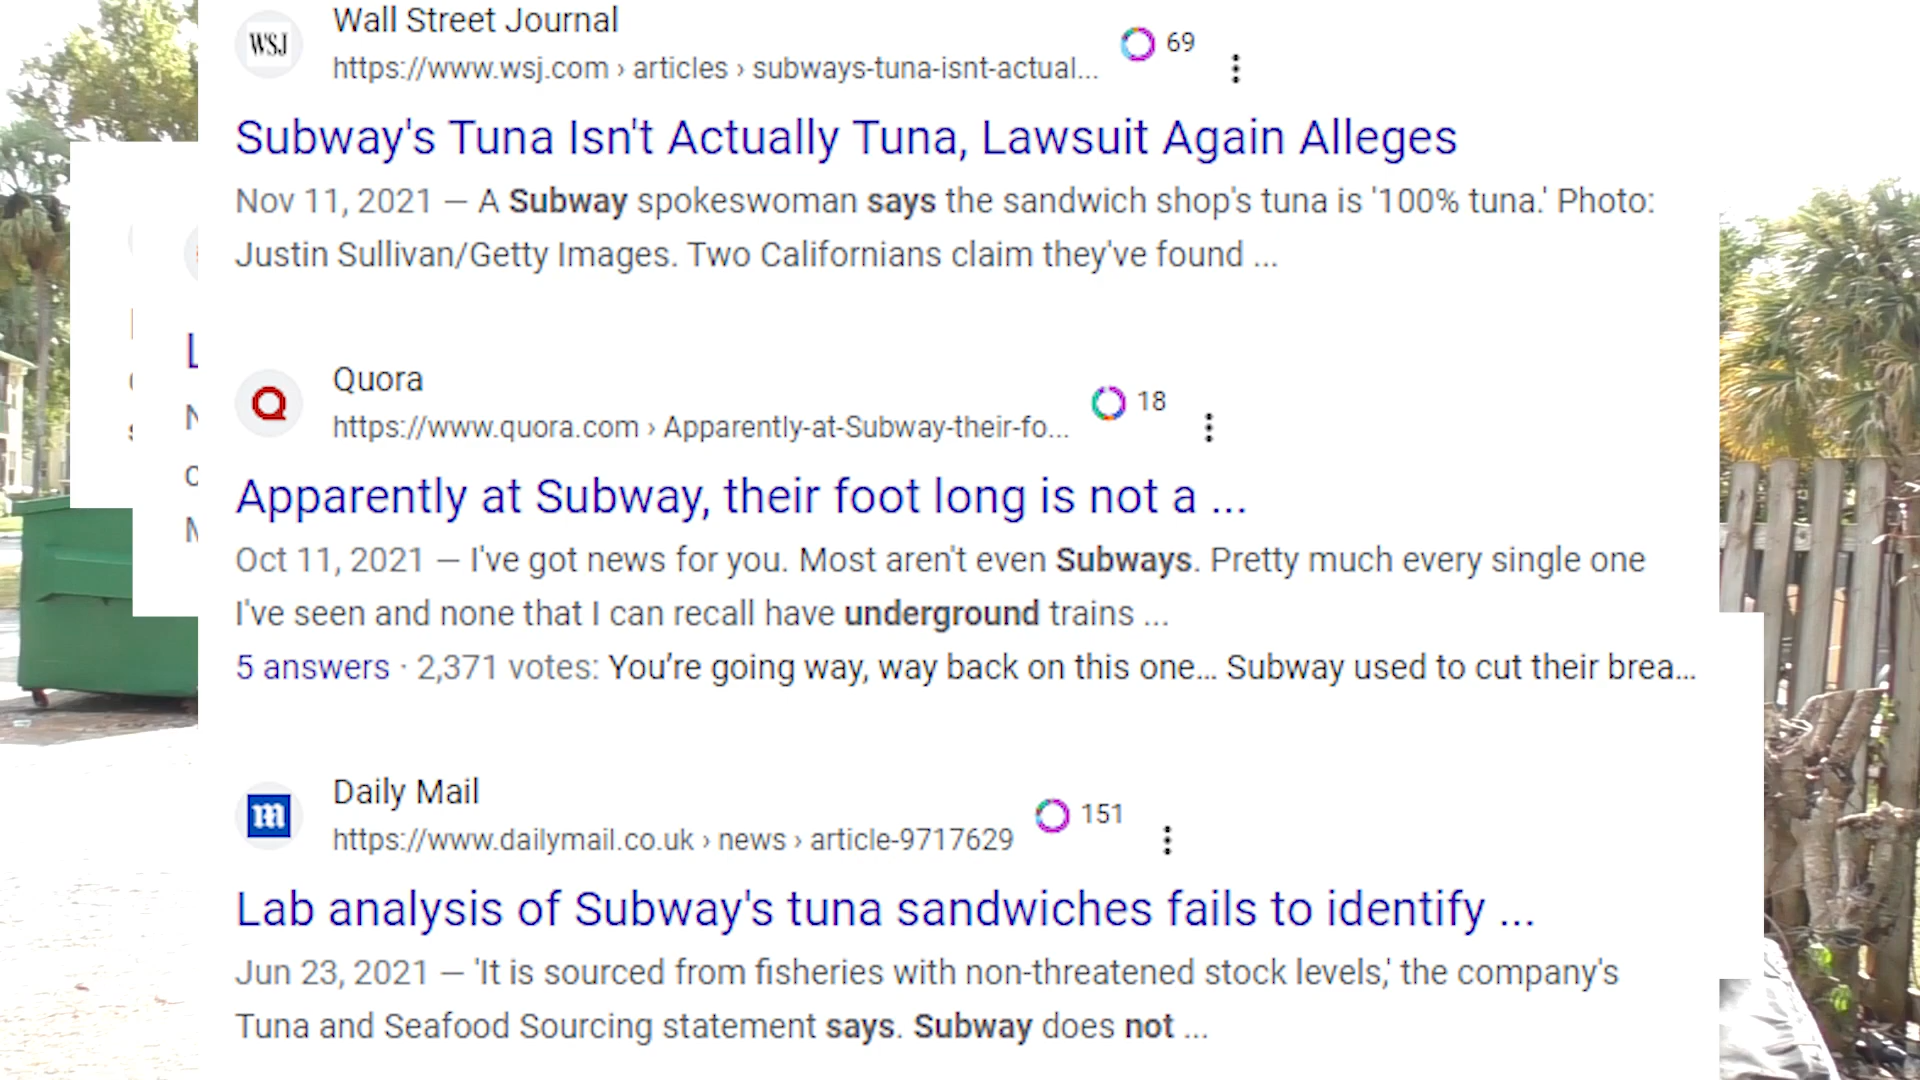 WSJ
Wall Street Journal
https://www.wsj.com › articles › subways-tuna-isnt-actual...
69
Subway's Tuna Isn't Actually Tuna, Lawsuit Again Alleges
Nov 11, 2021 — A Subway spokeswoman says the sandwich shop's tuna is '100% tuna.' Photo:
Justin Sullivan/Getty Images. Two Californians claim they've found ...
Quora
https://www.quora.com › Apparently-at-Subway-their-fo...
18
Apparently at Subway, their foot long is not a ...
Oct 11, 2021 — I've got news for you. Most aren't even Subways. Pretty much every single one
I've seen and none that I can recall have underground trains ...
5 answers · 2,371 votes: You’re going way, way back on this one… Subway used to cut their brea…
m
Daily Mail
https://www.dailymail.co.uk › news › article-9717629
151
Lab analysis of Subway's tuna sandwiches fails to identify ...
Jun 23, 2021 — 'It is sourced from fisheries with non-threatened stock levels,' the company's
Tuna and Seafood Sourcing statement says. Subway does not ...